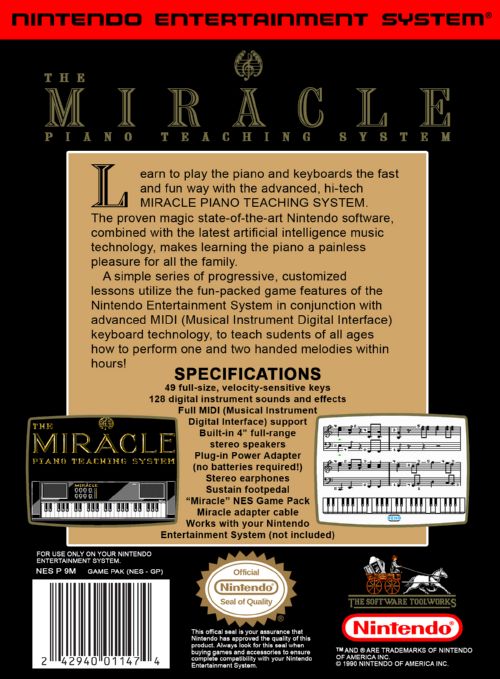 NINTENDO ENTERTAINMENT SYSTEM®
THE
MIRACLE
PIANO TEACHING SYSTEM
Learn to play the piano and keyboards the fast
and fun way with the advanced, hi-tech
MIRACLE PIANO TEACHING SYSTEM.
The proven magic state-of-the-art Nintendo software,
combined with the latest artificial intelligence music
technology, makes learning the piano a painless
pleasure for all the family.
A simple series of progressive, customized
lessons utilize the fun-packed game features of the
Nintendo Entertainment System in conjunction with
advanced MIDI (Musical Instrument Digital Interface)
keyboard technology, to teach sudents of all ages
how to perform one and two handed melodies within
hours!
SPECIFICATIONS
49 full-size, velocity-sensitive keys
128 digital instrument sounds and effects
Full MIDI (Musical Instrument
Digital Interface) support
Built-in 4" full-range
stereo speakers
Plug-in Power Adapter
(no batteries required!)
Stereo earphones
Sustain footpedal
“Miracle” NES Game Pack
Miracle adapter cable
Works with your Nintendo
Entertainment System (not included)
THE
MIRACLE
PIANO TEACHING SYSTEM
MIRACLE
FOR USE ONLY ON YOUR NINTENDO
ENTERTAINMENT SYSTEM.
NES P 9M GAME PAK (NES - GP)
2 42940 01147 4
Official
Nintendo®
Seal of Quality
This offical seal is your assurance that
Nintendo has approved the quality of this
product. Always look for this seal when
buying games and accessories to ensure
complete compatibility with your Nintendo
Entertainment System.
THE SOFTWARE TOOLWORKS
Nintendo®
™ AND ® ARE TRADEMARKS OF NINTENDO
OF AMERICA INC.
© 1990 NINTENDO OF AMERICA INC.